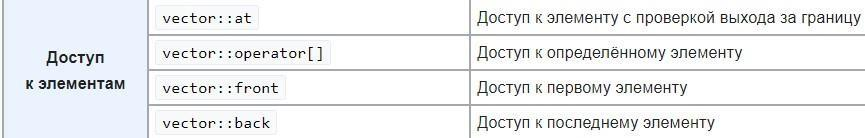 Доступ
к элементам
vector::at Доступ к элементу с проверкой выхода за границу
vector::operator[] Доступ к определённому элементу
vector::front Доступ к первому элементу
vector::back Доступ к последнему элементу